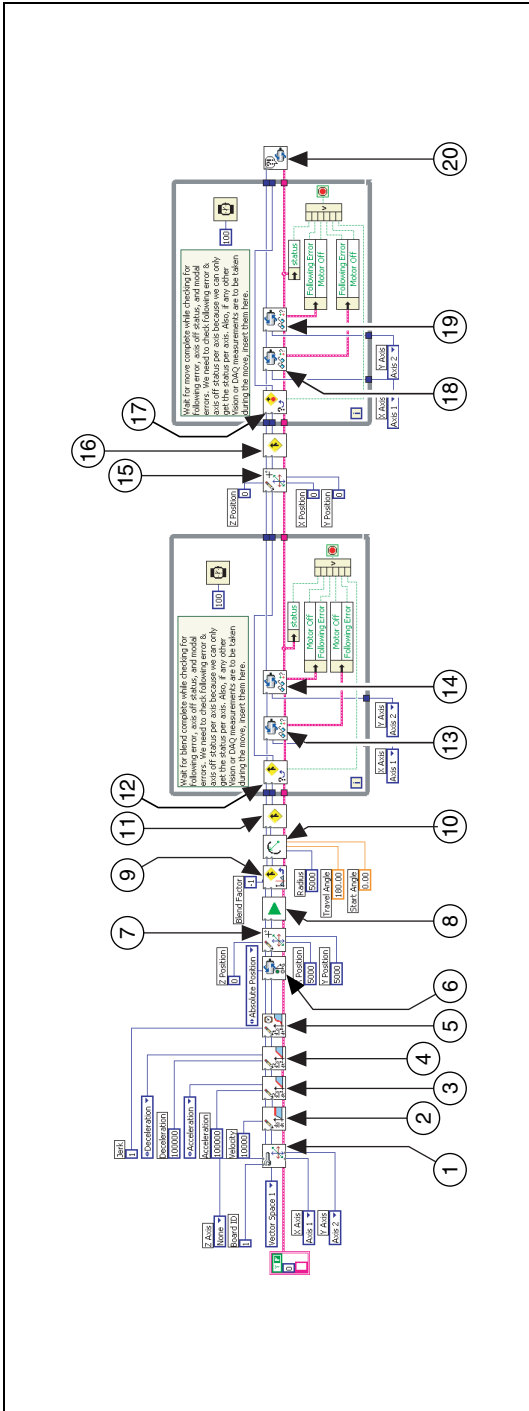 Jerk
1
Deceleration
Deceleration
100000
Acceleration
Acceleration
100000
Velocity
10000
Z Axis
None
Board ID
1
Vector Space 1
X Axis
Axis 1
Y Axis
Axis 2
0
1
2
3
4
5
6
7
8
9
10
11
12
13
14
15
16
17
18
19
20
Absolute Position
Z Position
0
X Position
5000
Y Position
5000
Blend Factor
-1
Radius
5000
Travel Angle
180.00
Start Angle
0.00
Wait for blend complete while checking for
following error, axis off status, and modal
errors. We need to check following error &
axis off status per axis because we can only
get the status per axis. Also, if any other
Vision or DAQ measurements are to be taken
during the move, insert them here.
100
status
Motor Off
Following Error
Motor Off
Following Error
i
X Axis
Axis 1
Y Axis
Axis 2
Z Position
0
X Position
0
Y Position
0
Wait for move complete while checking for
following error, axis off status, and modal
errors. We need to check following error &
axis off status per axis because we can only
get the status per axis. Also, if any other
Vision or DAQ measurements are to be taken
during the move, insert them here.
100
status
Following Error
Motor Off
Following Error
Motor Off
i
X Axis
Axis 1
Y Axis
Axis 2